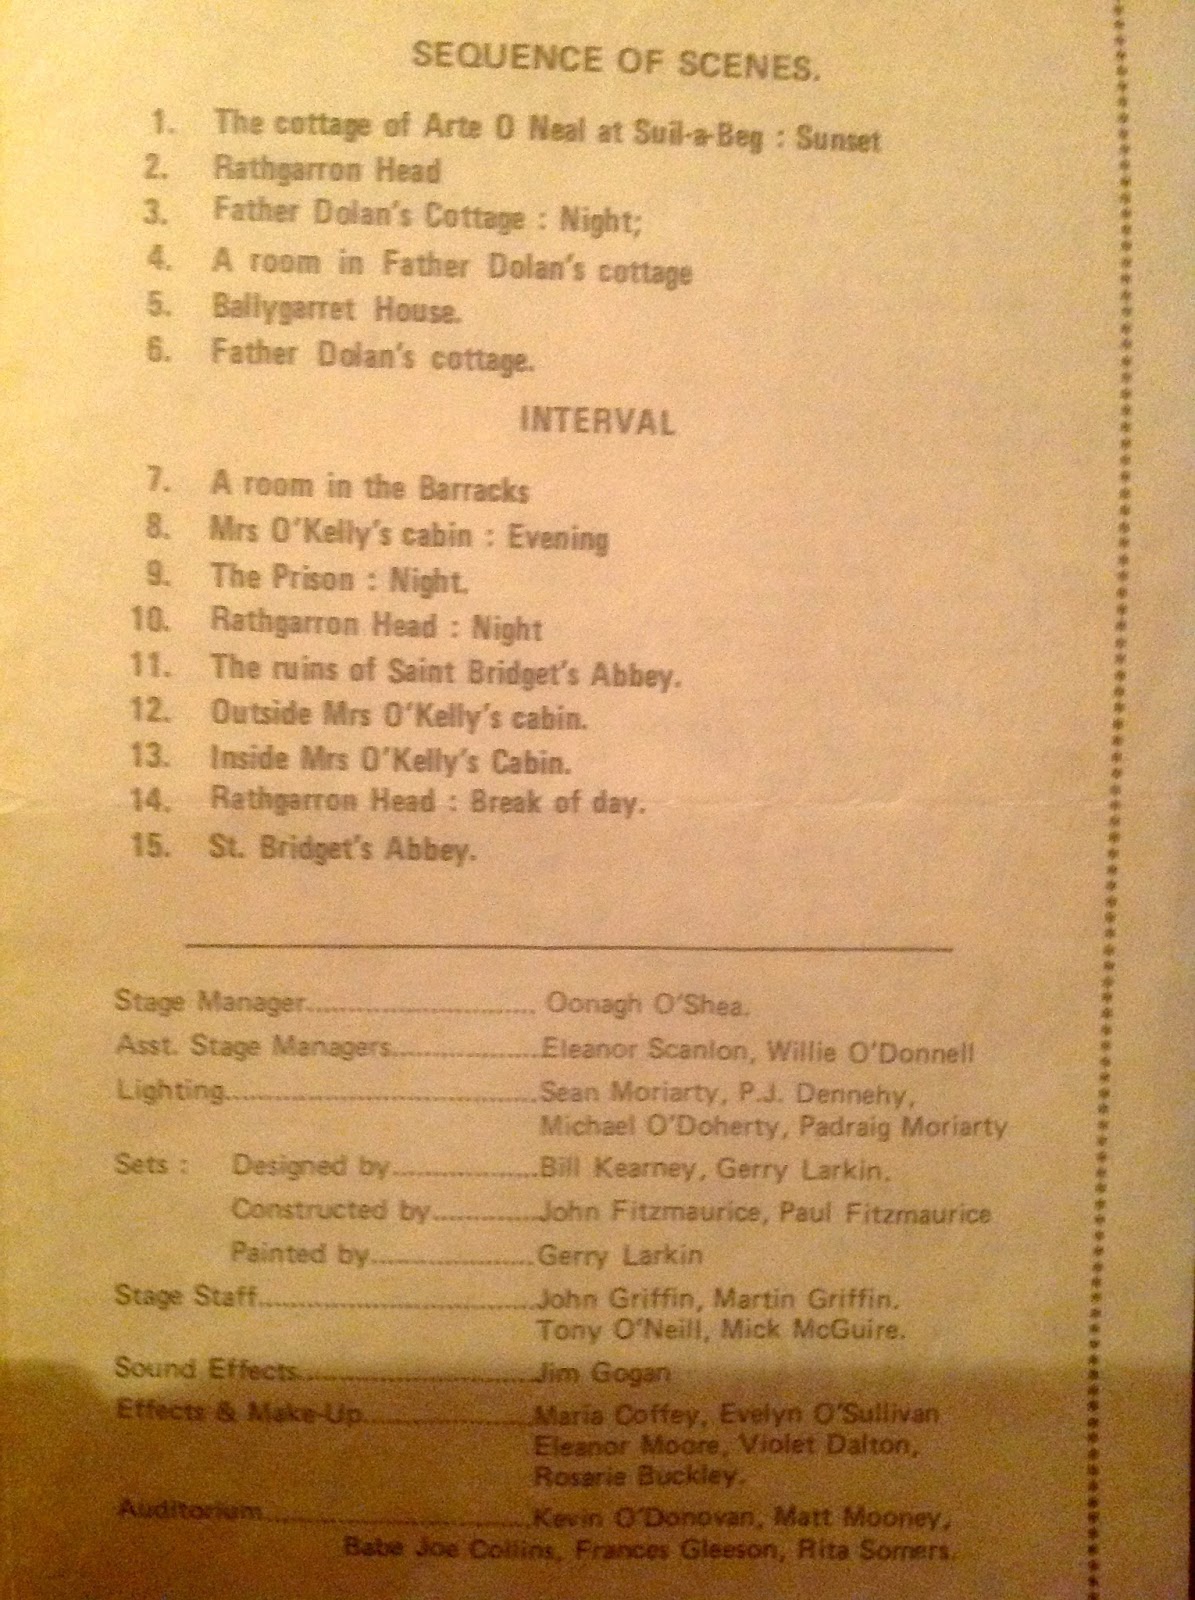 SEQUENCE OF SCENES.
1. The cottage of Arte O Neal at Suil-a-Beg : Sunset
2. Rathgarron Head
3. Father Dolan's Cottage : Night;
4. A room in Father Dolan's cottage
5. Ballygarret House.
6. Father Dolan's cottage.
INTERVAL
7. A room in the Barracks
8. Mrs O'Kelly's cabin : Evening
9. The Prison : Night.
10. Rathgarron Head : Night
11. The ruins of Saint Bridget's Abbey.
12. Outside Mrs O'Kelly's cabin.
13. Inside Mrs O'Kelly's Cabin.
14. Rathgarron Head : Break of day.
15. St. Bridget's Abbey.
Stage Manager............................ Oonagh O'Shea.
Asst. Stage Managers..................Eleanor Scanlon, Willie O'Donnell
Lighting......................................Sean Moriarty, P.J. Dennehy,
Michael O'Doherty, Padraig Moriarty
Sets : Designed by..................Bill Kearney, Gerry Larkin.
Constructed by.............John Fitzmaurice, Paul Fitzmaurice
Painted by....................Gerry Larkin
Stage Staff..................................John Griffin, Martin Griffin.
Tony O'Neill, Mick McGuire.
Sound Effects.............................Jim Gogan
Effects & Make-Up.....................Maria Coffey, Evelyn O'Sullivan
Eleanor Moore, Violet Dalton,
Rosarie Buckley.
Auditorium.................................Kevin O'Donovan, Matt Mooney,
Babe Joe Collins, Frances Gleeson, Rita Somers.